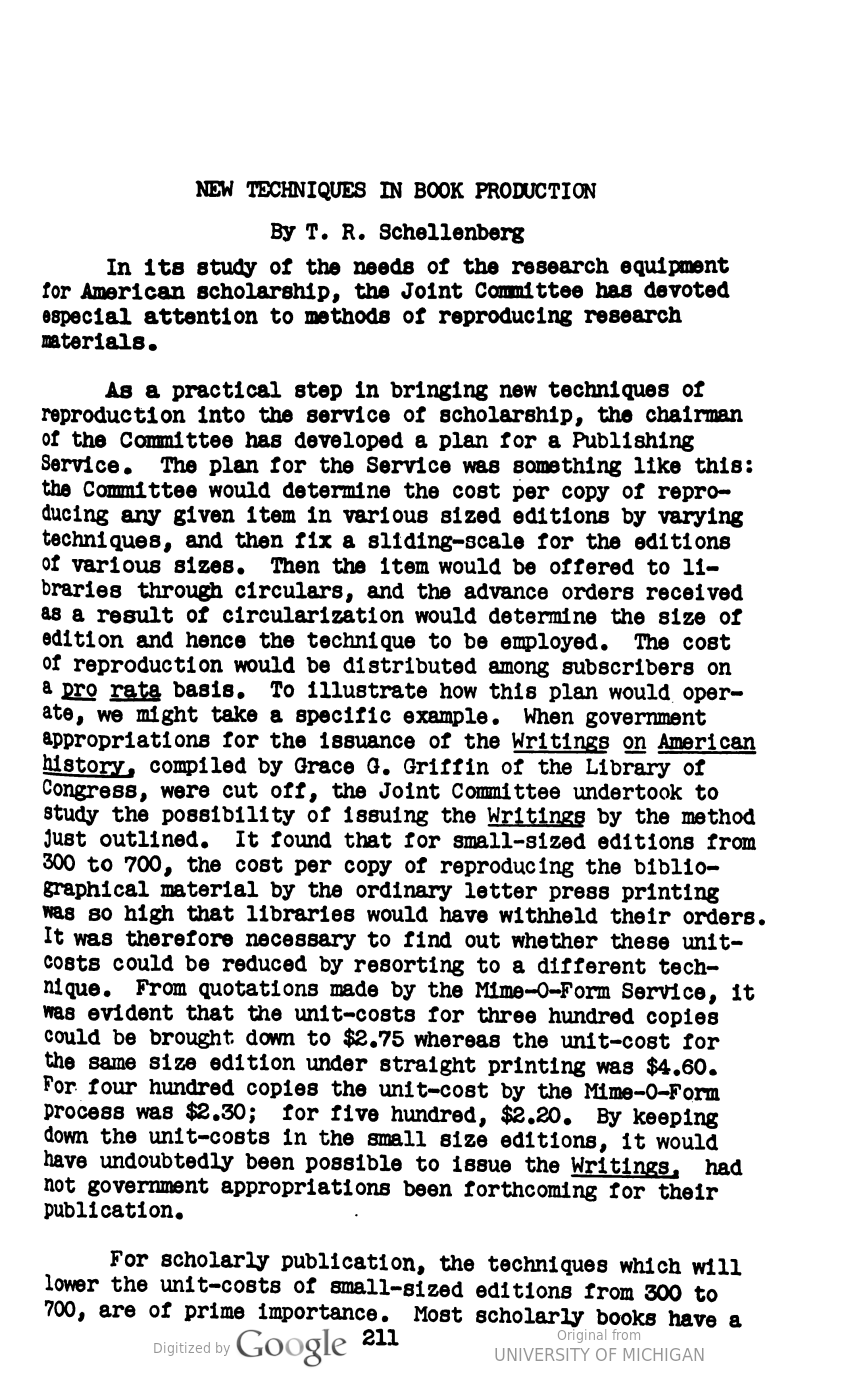 NEW TECHNIQUES IN BOOK PRODUCTION
By T. R. Schellenberg
In its study of the needs of the research equipment
for American scholarship, the Joint Committee has devoted
especial attention to methods of reproducing research
materials.
As a practical step in bringing new techniques of
reproduction into the service of scholarship, the chairman
of the Committee has developed a plan for a Publishing
Service. The plan for the Service was something like this:
the Committee would determine the cost per copy of repro-
ducing any given item in various sized editions by varying
techniques, and then fix a sliding-scale for the editions
of various sizes. Then the item would be offered to li-
braries through circulars, and the advance orders received
as a result of circularization would determine the size of
edition and hence the technique to be employed. The cost
of reproduction would be distributed among subscribers on
a pro rata basis. To illustrate how this plan would oper-
ate, we might take a specific example. When government
appropriations for the issuance of the Writings on American
history, compiled by Grace G. Griffin of the Library of
Congress, were cut off, the Joint Committee undertook to
study the possibility of issuing the Writings by the method
just outlined. It found that for small-sized editions from
300 to 700, the cost per copy of reproducing the biblio-
graphical material by the ordinary letter press printing
was so high that libraries would have withheld their orders.
It was therefore necessary to find out whether these unit-
costs could be reduced by resorting to a different tech-
nique. From quotations made by the Mime-O-Form Service, it
was evident that the unit-costs for three hundred copies
could be brought down to $2.75 whereas the unit-cost for
the same size edition under straight printing was $4.60.
For four hundred copies the unit-cost by the Mime-O-Form
process was $2.30; for five hundred, $2.20. By keeping
down the unit-costs in the small size editions, it would
have undoubtedly been possible to issue the Writings, had
not government appropriations been forthcoming for their
publication.
For scholarly publication, the techniques which will
lower the unit-costs of small-sized editions from 300 to
700, are of prime importance. Most scholarly books have a
211
Digitized by Google
Original from
UNIVERSITY OF MICHIGAN